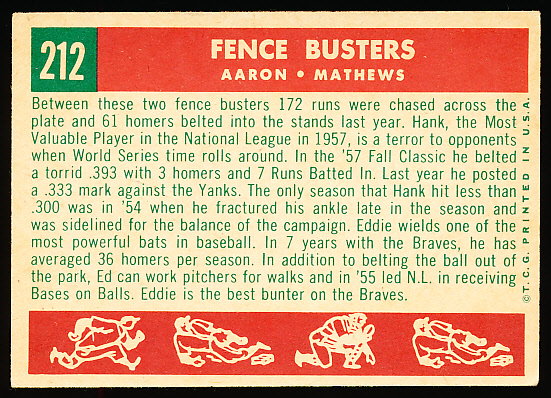 212
FENCE BUSTERS
AARON • MATHEWS
Between these two fence busters 172 runs were chased across the
plate and 61 homers belted into the stands last year. Hank, the Most
Valuable Player in the National League in 1957, is a terror to opponents
when World Series time rolls around. In the '57 Fall Classic he belted
a torrid .393 with 3 homers and 7 Runs Batted In. Last year he posted
a .333 mark against the Yanks. The only season that Hank hit less than
.300 was in '54 when he fractured his ankle late in the season and
was sidelined for the balance of the campaign. Eddie wields one of the
most powerful bats in baseball. In 7 years with the Braves, he has
averaged 36 homers per season. In addition to belting the ball out of
the park, Ed can work pitchers for walks and in '55 led N.L. in receiving
Bases on Balls. Eddie is the best bunter on the Braves.
©T.C.G. PRINTED IN U.S.A.